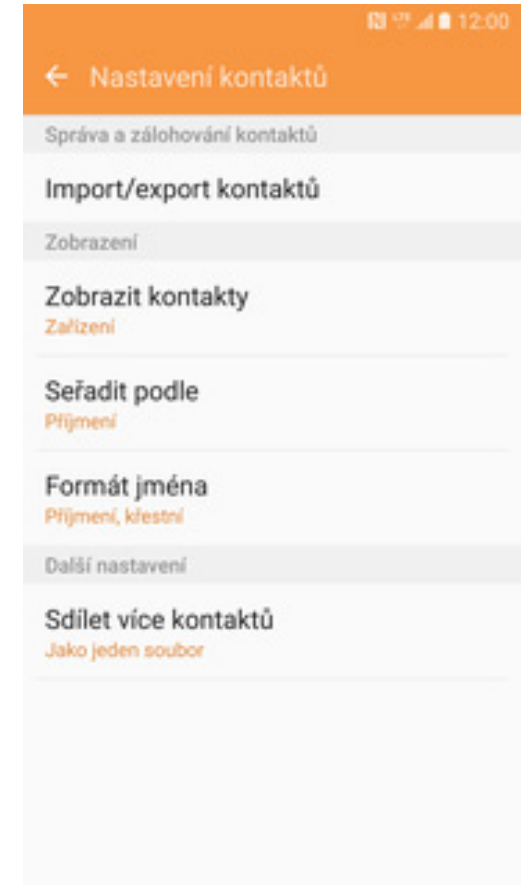 LTE 12:00
Nastavení kontaktů
Správa a zálohování kontaktů
Import/export kontaktů
Zobrazení
Zobrazit kontakty
Zařízení
Seřadit podle
Příjmení
Formát jména
Příjmení, křestní
Další nastavení
Sdílet více kontaktů
Jako jeden soubor